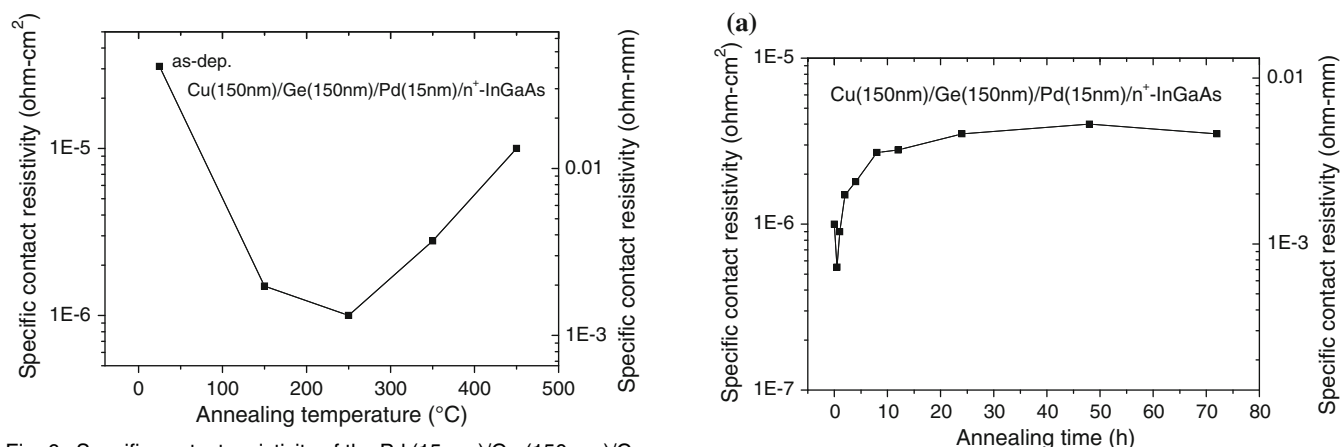 Specific contact resistivity (ohm-cm²)
1E-5
1E-6
as-dep.
Cu(150nm)/Ge(150nm)/Pd(15nm)/n⁺-InGaAs
0.01
1E-3
Specific contact resistivity (ohm-mm)
0 100 200 300 400 500
Annealing temperature (°C)
(a)
Specific contact resistivity (ohm-cm²)
1E-5
1E-6
1E-7
Cu(150nm)/Ge(150nm)/Pd(15nm)/n⁺-InGaAs
0.01
1E-3
Specific contact resistivity (ohm-mm)
0 10 20 30 40 50 60 70 80
Annealing time (h)